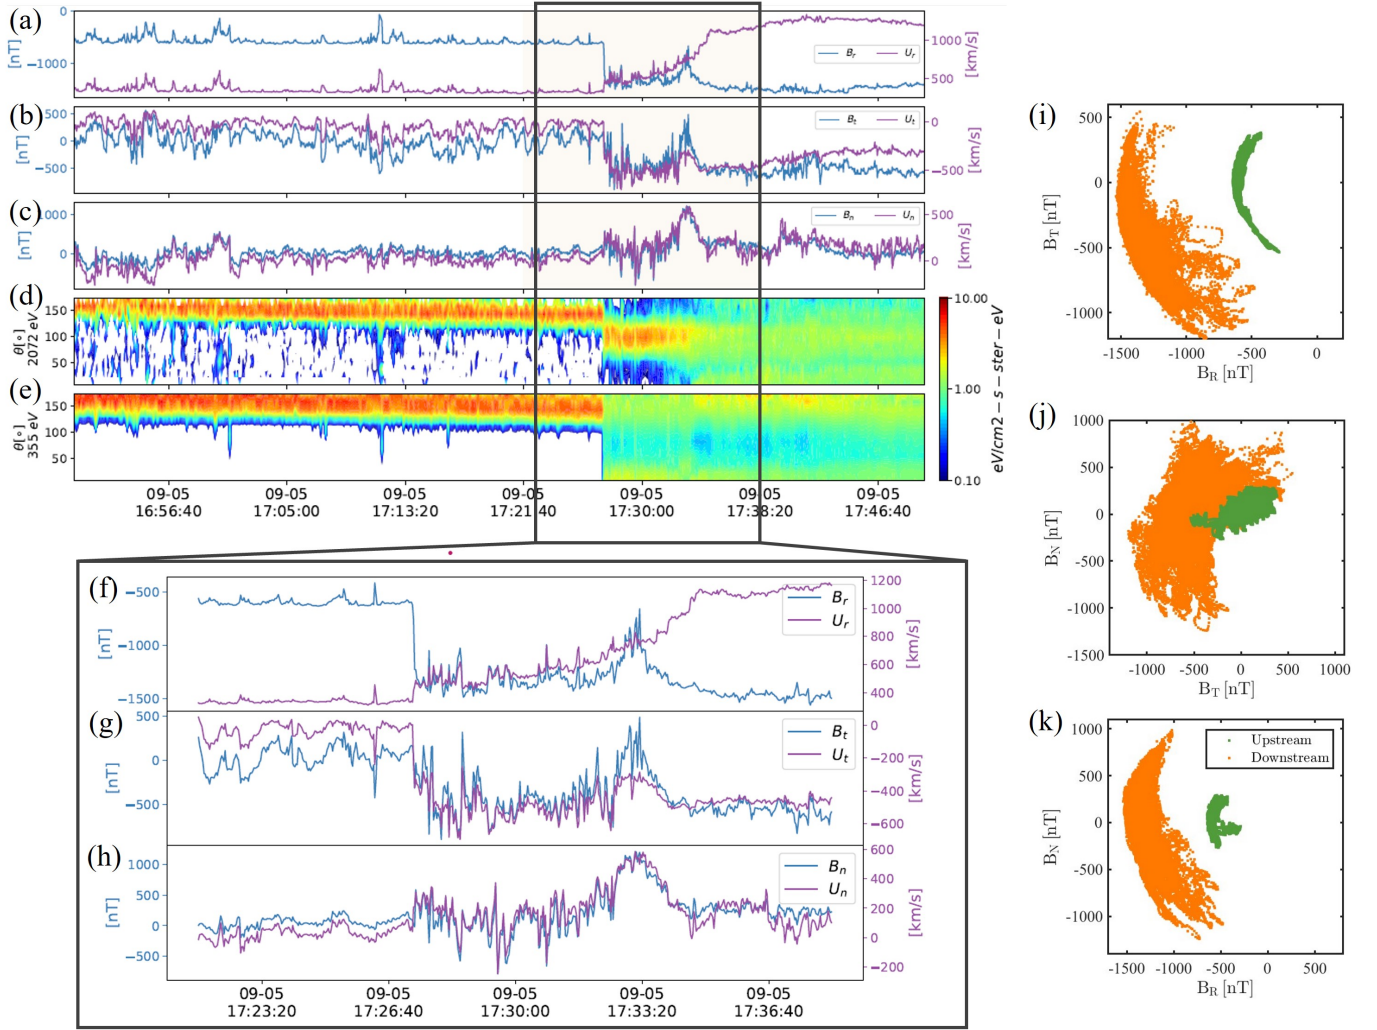 (a)
0
−1000
[nT]
B_r
U_r
1000
500
[km/s]
(b)
500
0
−500
[nT]
B_t
U_t
0
−500
[km/s]
(c)
1000
0
[nT]
B_n
U_n
500
0
[km/s]
(d)
150
100
50
θ[∘]
2072 eV
(e)
150
100
50
θ[∘]
355 eV
10.00
1.00
0.10
eV/cm2 − s − ster − eV
09-05 09-05 09-05 09-05 09-05 09-05 09-05
16:56:40 17:05:00 17:13:20 17:21:40 17:30:00 17:38:20 17:46:40
(f)
−500
−1000
−1500
[nT]
B_r
U_r
1200
1000
800
600
400
[km/s]
(g)
500
0
−500
[nT]
B_t
U_t
0
−200
−400
−600
[km/s]
(h)
1000
500
0
−500
[nT]
B_n
U_n
600
400
200
0
−200
[km/s]
09-05 09-05 09-05 09-05 09-05
17:23:20 17:26:40 17:30:00 17:33:20 17:36:40
(i)
500
0
-500
-1000
B_T [nT]
-1500 -1000 -500 0
B_R [nT]
(j)
1000
500
0
-500
-1000
-1500
B_N [nT]
-1000 -500 0 500 1000
B_T [nT]
(k)
1000
500
0
-500
-1000
B_N [nT]
Upstream
Downstream
-1500 -1000 -500 0 500
B_R [nT]